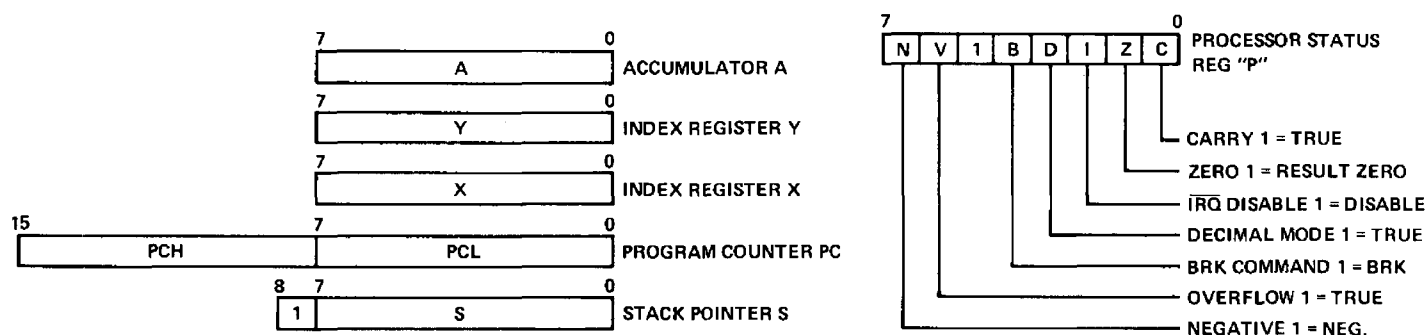 7 0
A ACCUMULATOR A
7 0
Y INDEX REGISTER Y
7 0
X INDEX REGISTER X
15 7 0
PCH PCL PROGRAM COUNTER PC
8 7 0
1 S STACK POINTER S
7 0
N V 1 B D I Z C PROCESSOR STATUS
REG "P"
CARRY 1 = TRUE
ZERO 1 = RESULT ZERO
I̅R̅Q̅ DISABLE 1 = DISABLE
DECIMAL MODE 1 = TRUE
BRK COMMAND 1 = BRK
OVERFLOW 1 = TRUE
NEGATIVE 1 = NEG.